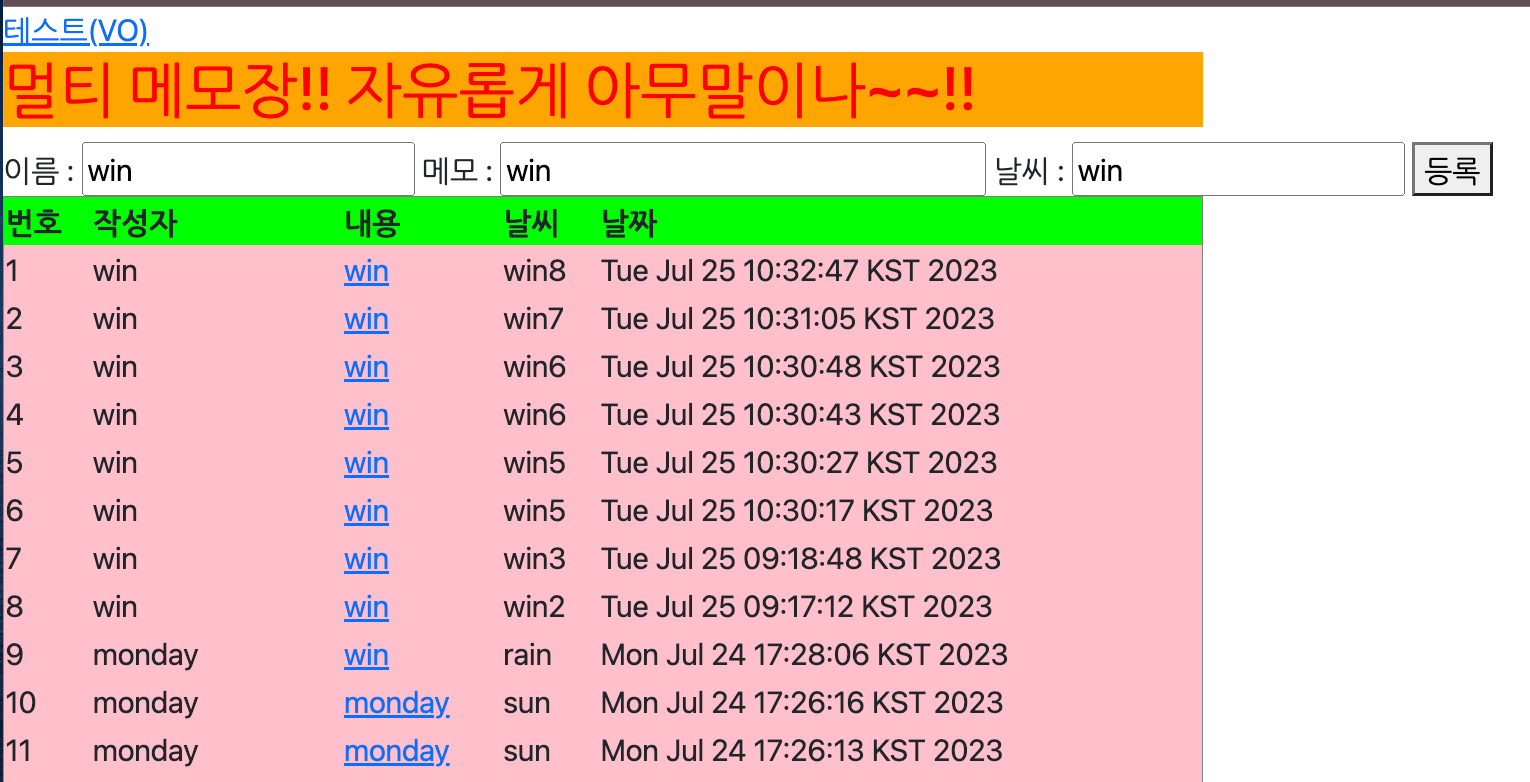 테스트(VO)
멀티 메모장!! 자유롭게 아무말이나~~!!
이름 : win 메모 : win 날씨 : win 등록
번호 작성자 내용 날씨 날짜
1 win win win8 Tue Jul 25 10:32:47 KST 2023
2 win win win7 Tue Jul 25 10:31:05 KST 2023
3 win win win6 Tue Jul 25 10:30:48 KST 2023
4 win win win6 Tue Jul 25 10:30:43 KST 2023
5 win win win5 Tue Jul 25 10:30:27 KST 2023
6 win win win5 Tue Jul 25 10:30:17 KST 2023
7 win win win3 Tue Jul 25 09:18:48 KST 2023
8 win win win2 Tue Jul 25 09:17:12 KST 2023
9 monday win rain Mon Jul 24 17:28:06 KST 2023
10 monday monday sun Mon Jul 24 17:26:16 KST 2023
11 monday monday sun Mon Jul 24 17:26:13 KST 2023